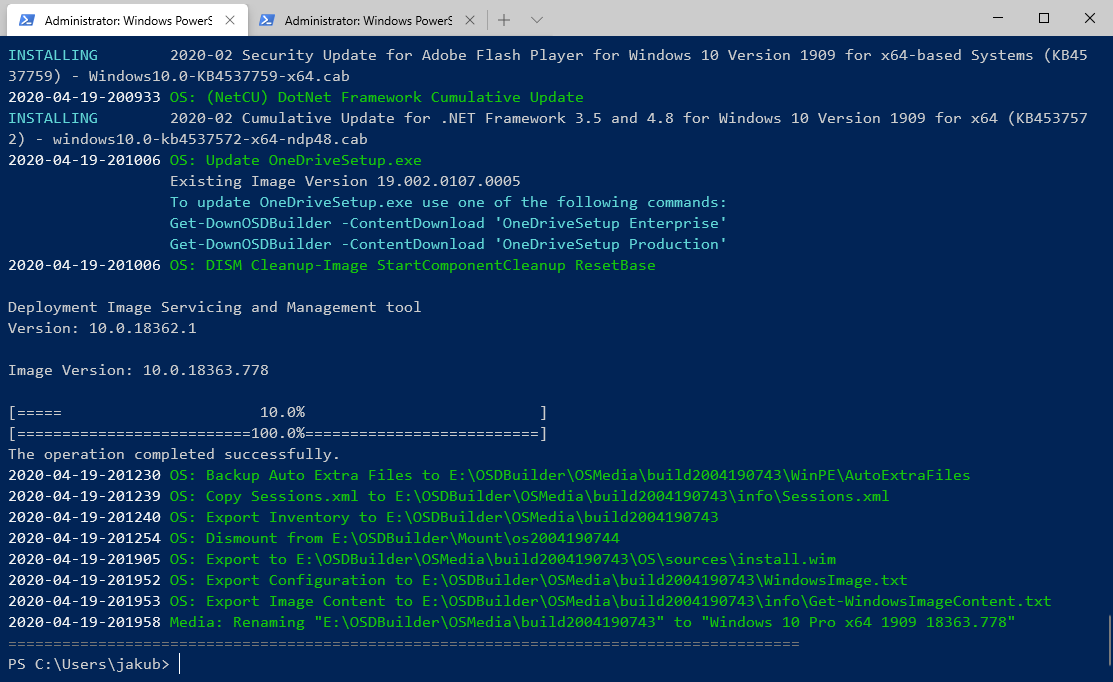 Administrator: Windows PowerS
Administrator: Windows PowerS
INSTALLING        2020-02 Security Update for Adobe Flash Player for Windows 10 Version 1909 for x64-based Systems (KB45
37759) - Windows10.0-KB4537759-x64.cab
2020-04-19-200933 OS: (NetCU) DotNet Framework Cumulative Update
INSTALLING        2020-02 Cumulative Update for .NET Framework 3.5 and 4.8 for Windows 10 Version 1909 for x64 (KB453757
2) - windows10.0-kb4537572-x64-ndp48.cab
2020-04-19-201006 OS: Update OneDriveSetup.exe
                  Existing Image Version 19.002.0107.0005
                  To update OneDriveSetup.exe use one of the following commands:
                  Get-DownOSDBuilder -ContentDownload 'OneDriveSetup Enterprise'
                  Get-DownOSDBuilder -ContentDownload 'OneDriveSetup Production'
2020-04-19-201006 OS: DISM Cleanup-Image StartComponentCleanup ResetBase
Deployment Image Servicing and Management tool
Version: 10.0.18362.1
Image Version: 10.0.18363.778
[=====                      10.0%                          ]
[==========================100.0%==========================]
The operation completed successfully.
2020-04-19-201230 OS: Backup Auto Extra Files to E:\OSDBuilder\OSMedia\build2004190743\WinPE\AutoExtraFiles
2020-04-19-201239 OS: Copy Sessions.xml to E:\OSDBuilder\OSMedia\build2004190743\info\Sessions.xml
2020-04-19-201240 OS: Export Inventory to E:\OSDBuilder\OSMedia\build2004190743
2020-04-19-201254 OS: Dismount from E:\OSDBuilder\Mount\os2004190744
2020-04-19-201905 OS: Export to E:\OSDBuilder\OSMedia\build2004190743\OS\sources\install.wim
2020-04-19-201952 OS: Export Configuration to E:\OSDBuilder\OSMedia\build2004190743\WindowsImage.txt
2020-04-19-201953 OS: Export Image Content to E:\OSDBuilder\OSMedia\build2004190743\info\Get-WindowsImageContent.txt
2020-04-19-201958 Media: Renaming "E:\OSDBuilder\OSMedia\build2004190743" to "Windows 10 Pro x64 1909 18363.778"
========================================================================================
PS C:\Users\jakub>